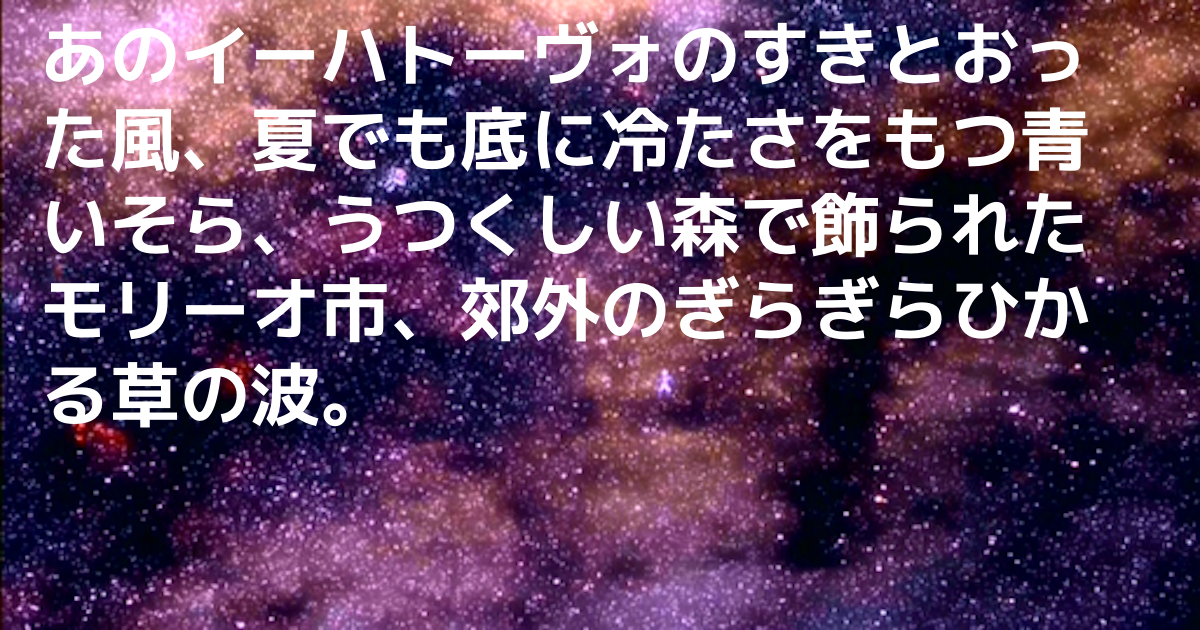 あのイーハトーヴォのすきとおっ
た風、夏でも底に冷たさをもつ青
いそら、うつくしい森で飾られた
モリーオ市、郊外のぎらぎらひか
る草の波。